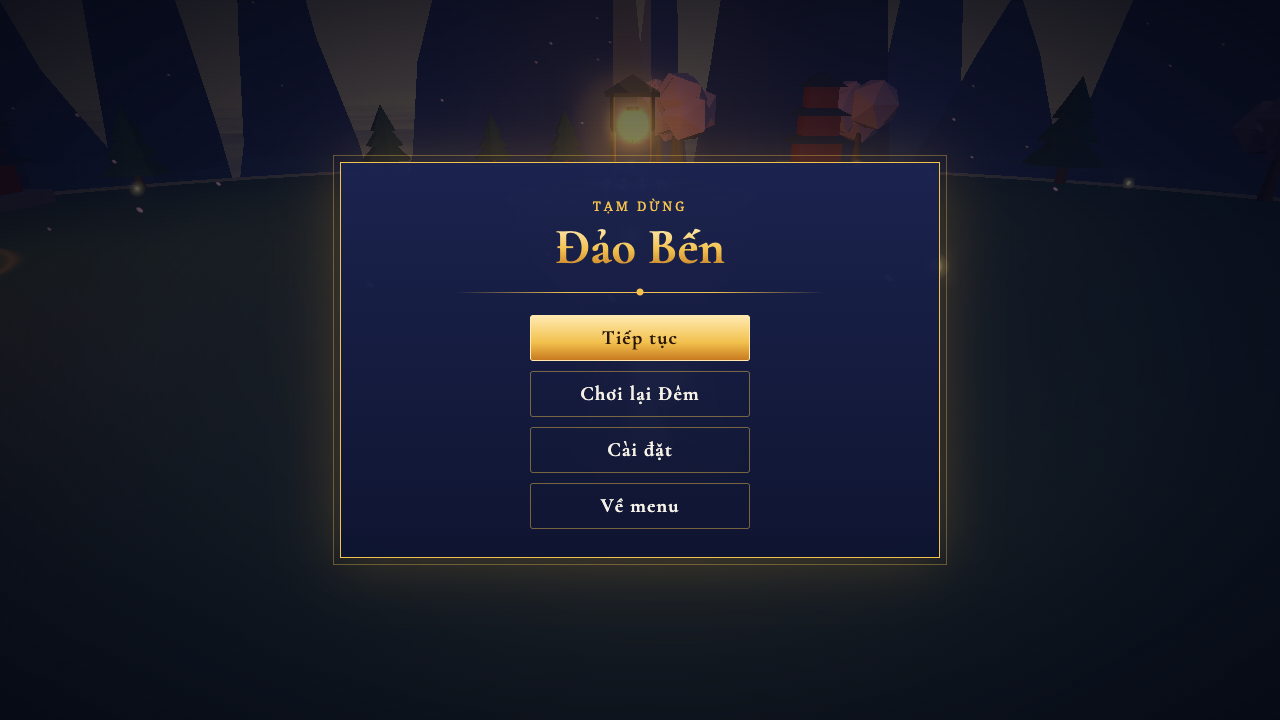 TẠM DỪNG
Đảo Bến
Tiếp tục
Chơi lại Đêm
Cài đặt
Về menu